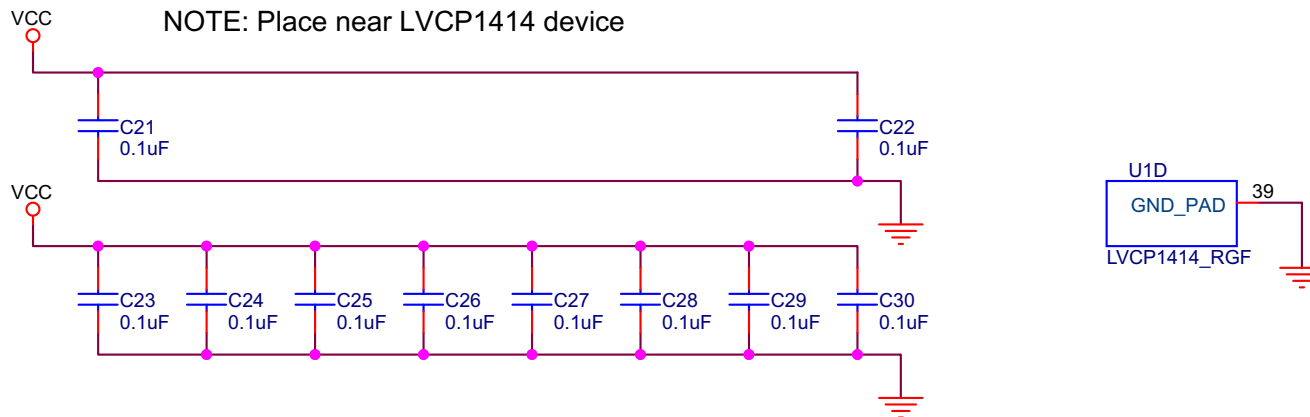 VCC
NOTE: Place near LVCP1414 device
C21
0.1uF
C22
0.1uF
VCC
U1D
GND_PAD
39
LVCP1414_RGF
C23
0.1uF
C24
0.1uF
C25
0.1uF
C26
0.1uF
C27
0.1uF
C28
0.1uF
C29
0.1uF
C30
0.1uF